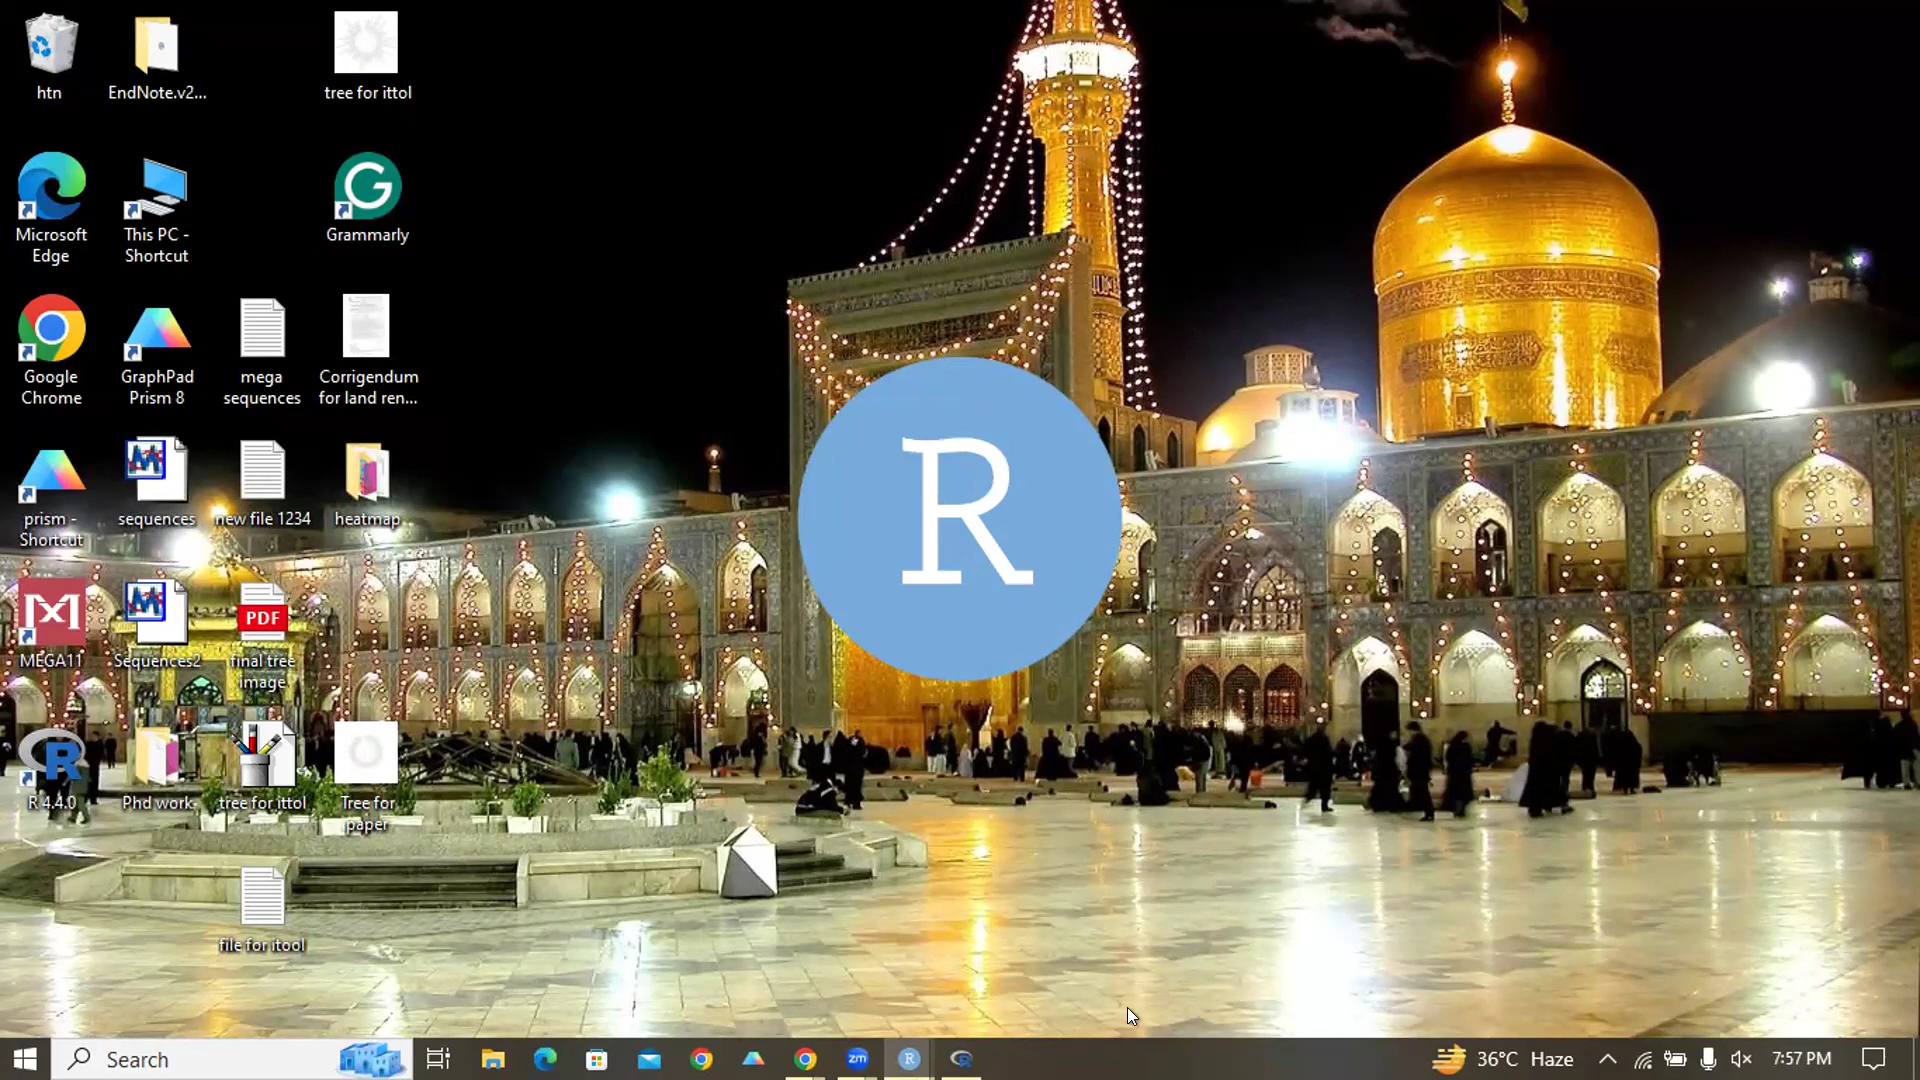 htn
EndNote.v2...
tree for ittol
Microsoft
Edge
This PC -
Shortcut
G
Grammarly
Google
Chrome
GraphPad
Prism 8
mega
sequences
Corrigendum
for land ren...
prism -
Shortcut
M
sequences
new file 1234
heatmap
R
M
MEGA11
M
Sequences2
PDF
final tree
image
R
R 4.4.0
Phd work
tree for ittol
Tree for
paper
file for itool
Search
zm
R
R
36°C Haze
7:57 PM